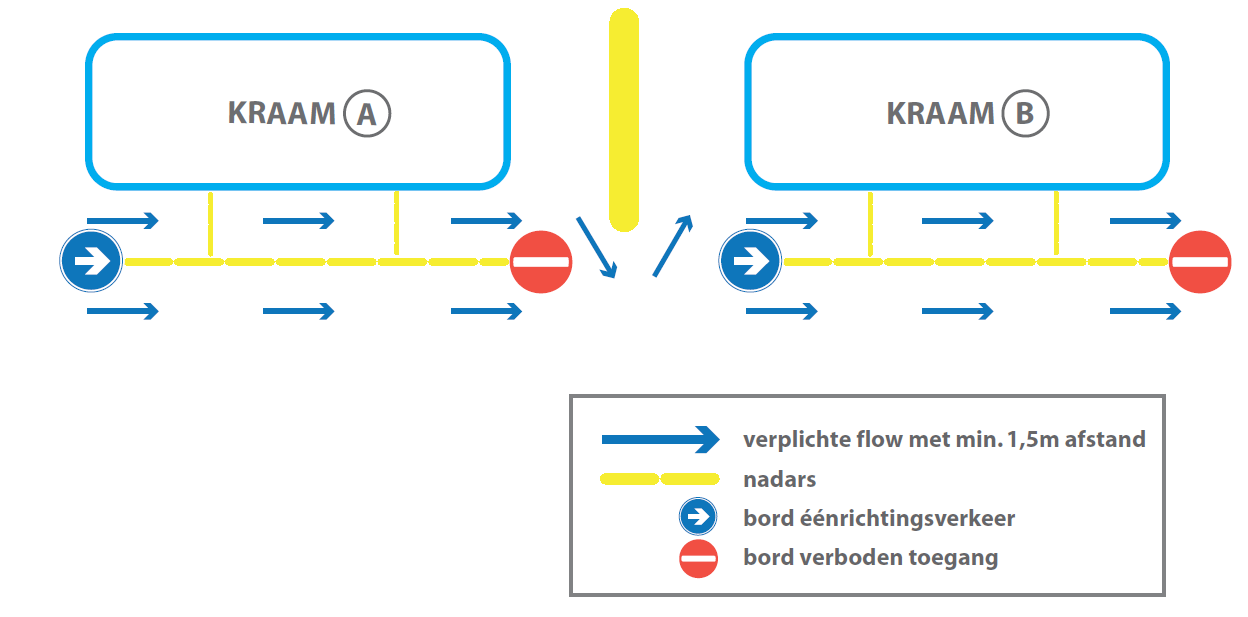 KRAAM A
KRAAM B
verplichte flow met min. 1,5m afstand
nadars
bord éénrichtingsverkeer
bord verboden toegang